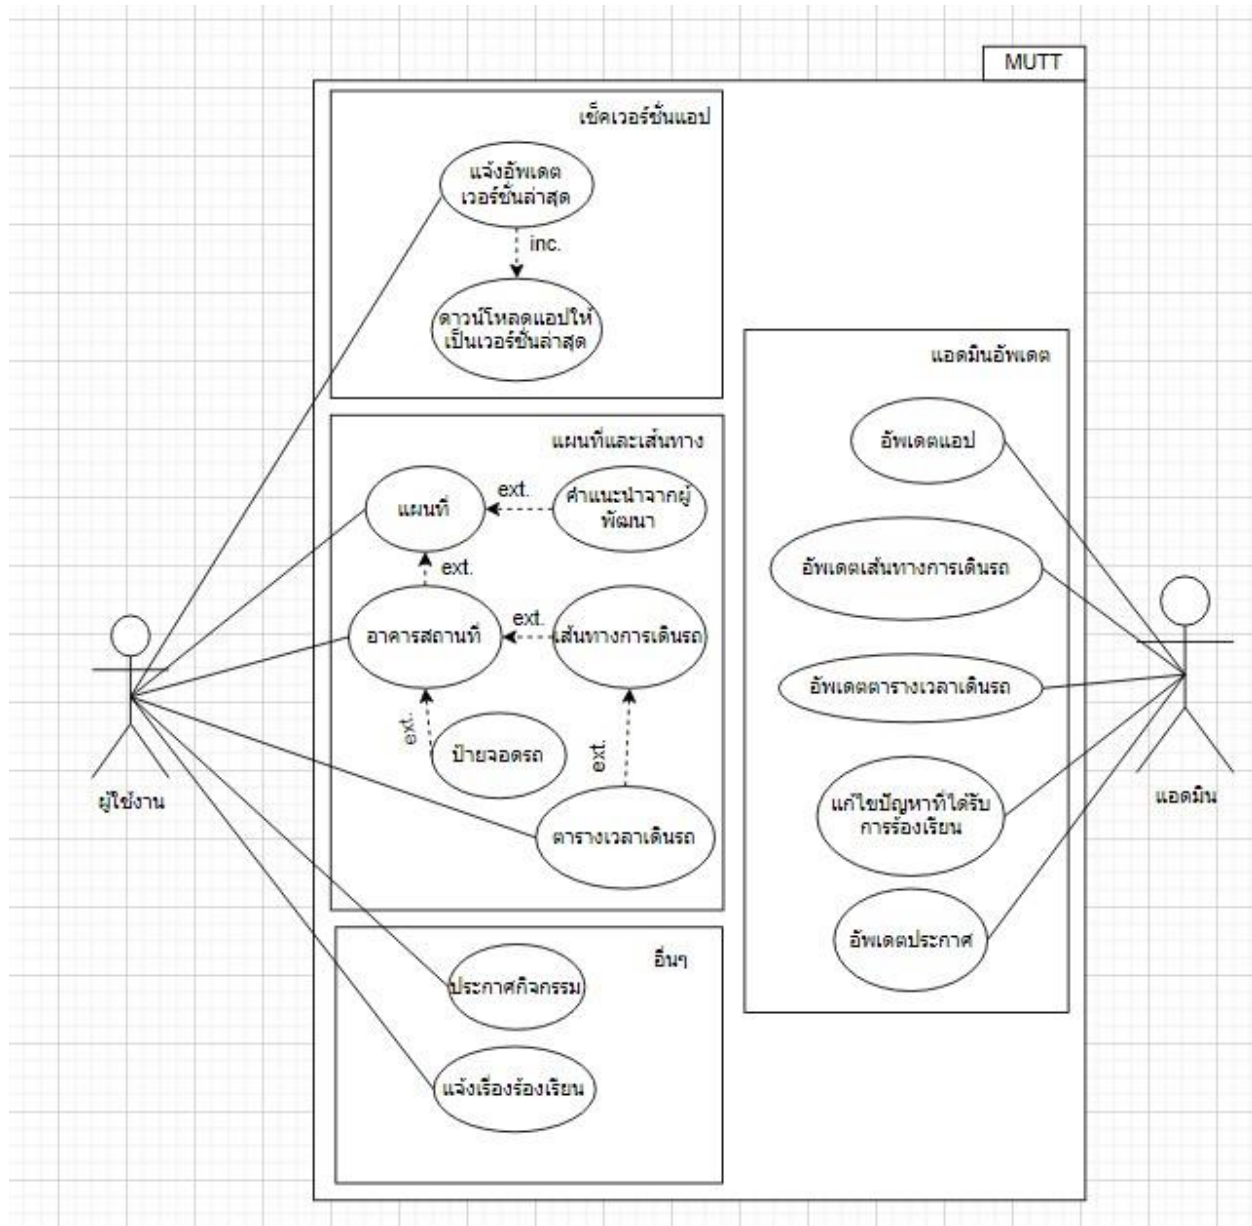 MUTT
เช็คเวอร์ชั่นแอป
แจ้งอัพเดต
เวอร์ชั่นล่าสุด
inc.
ดาวน์โหลดแอปให้
เป็นเวอร์ชั่นล่าสุด
แผนที่และเส้นทาง
แผนที่
ext.
คำแนะนำจากผู้
พัฒนา
ext.
อาคารสถานที่
ext.
เส้นทางการเดินรถ
ext.
ป้ายจอดรถ
ext.
ตารางเวลาเดินรถ
อื่นๆ
ประกาศกิจกรรม
แจ้งเรื่องร้องเรียน
ผู้ใช้งาน
แอดมินอัพเดต
อัพเดตแอป
อัพเดตเส้นทางการเดินรถ
อัพเดตตารางเวลาเดินรถ
แก้ไขปัญหาที่ได้รับ
การร้องเรียน
อัพเดตประกาศ
แอดมิน